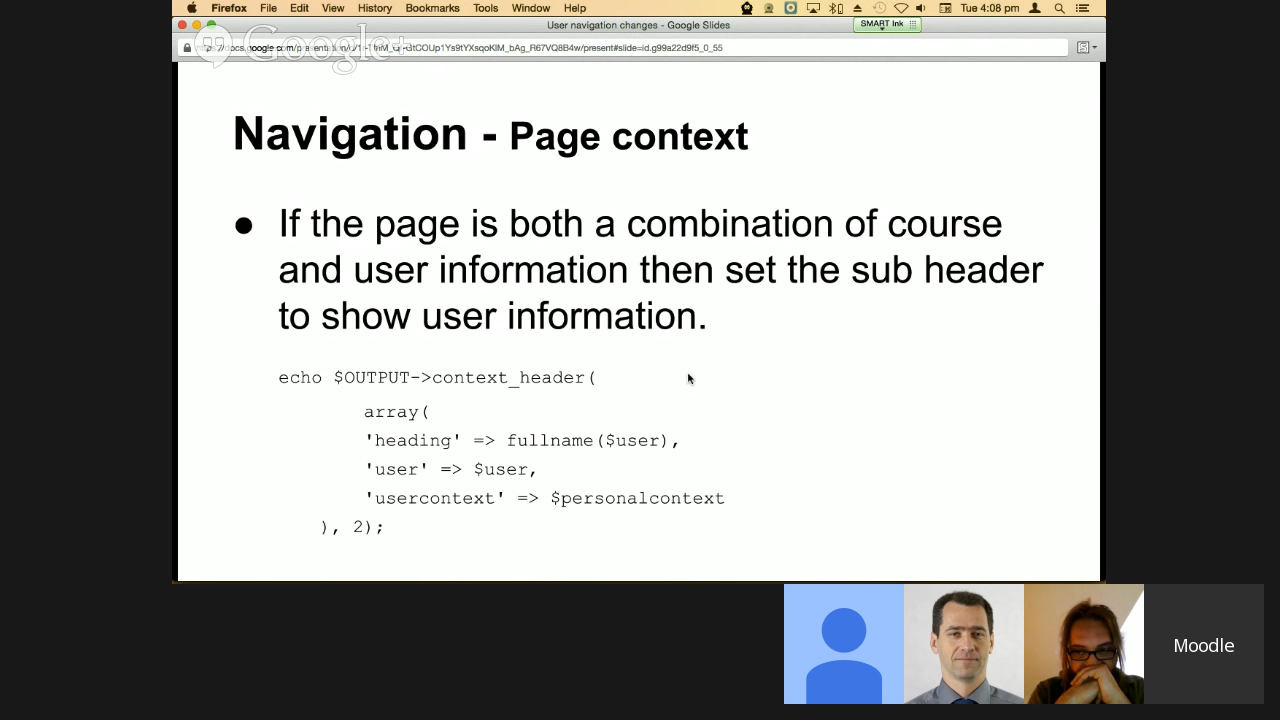 Firefox File Edit View History Bookmarks Tools Window Help Tue 4:08 pm
User navigation changes - Google Slides SMART Ink
Google+
Navigation - Page context
● If the page is both a combination of course
and user information then set the sub header
to show user information.
echo $OUTPUT->context_header(
array(
'heading' => fullname($user),
'user' => $user,
'usercontext' => $personalcontext
), 2);
Moodle